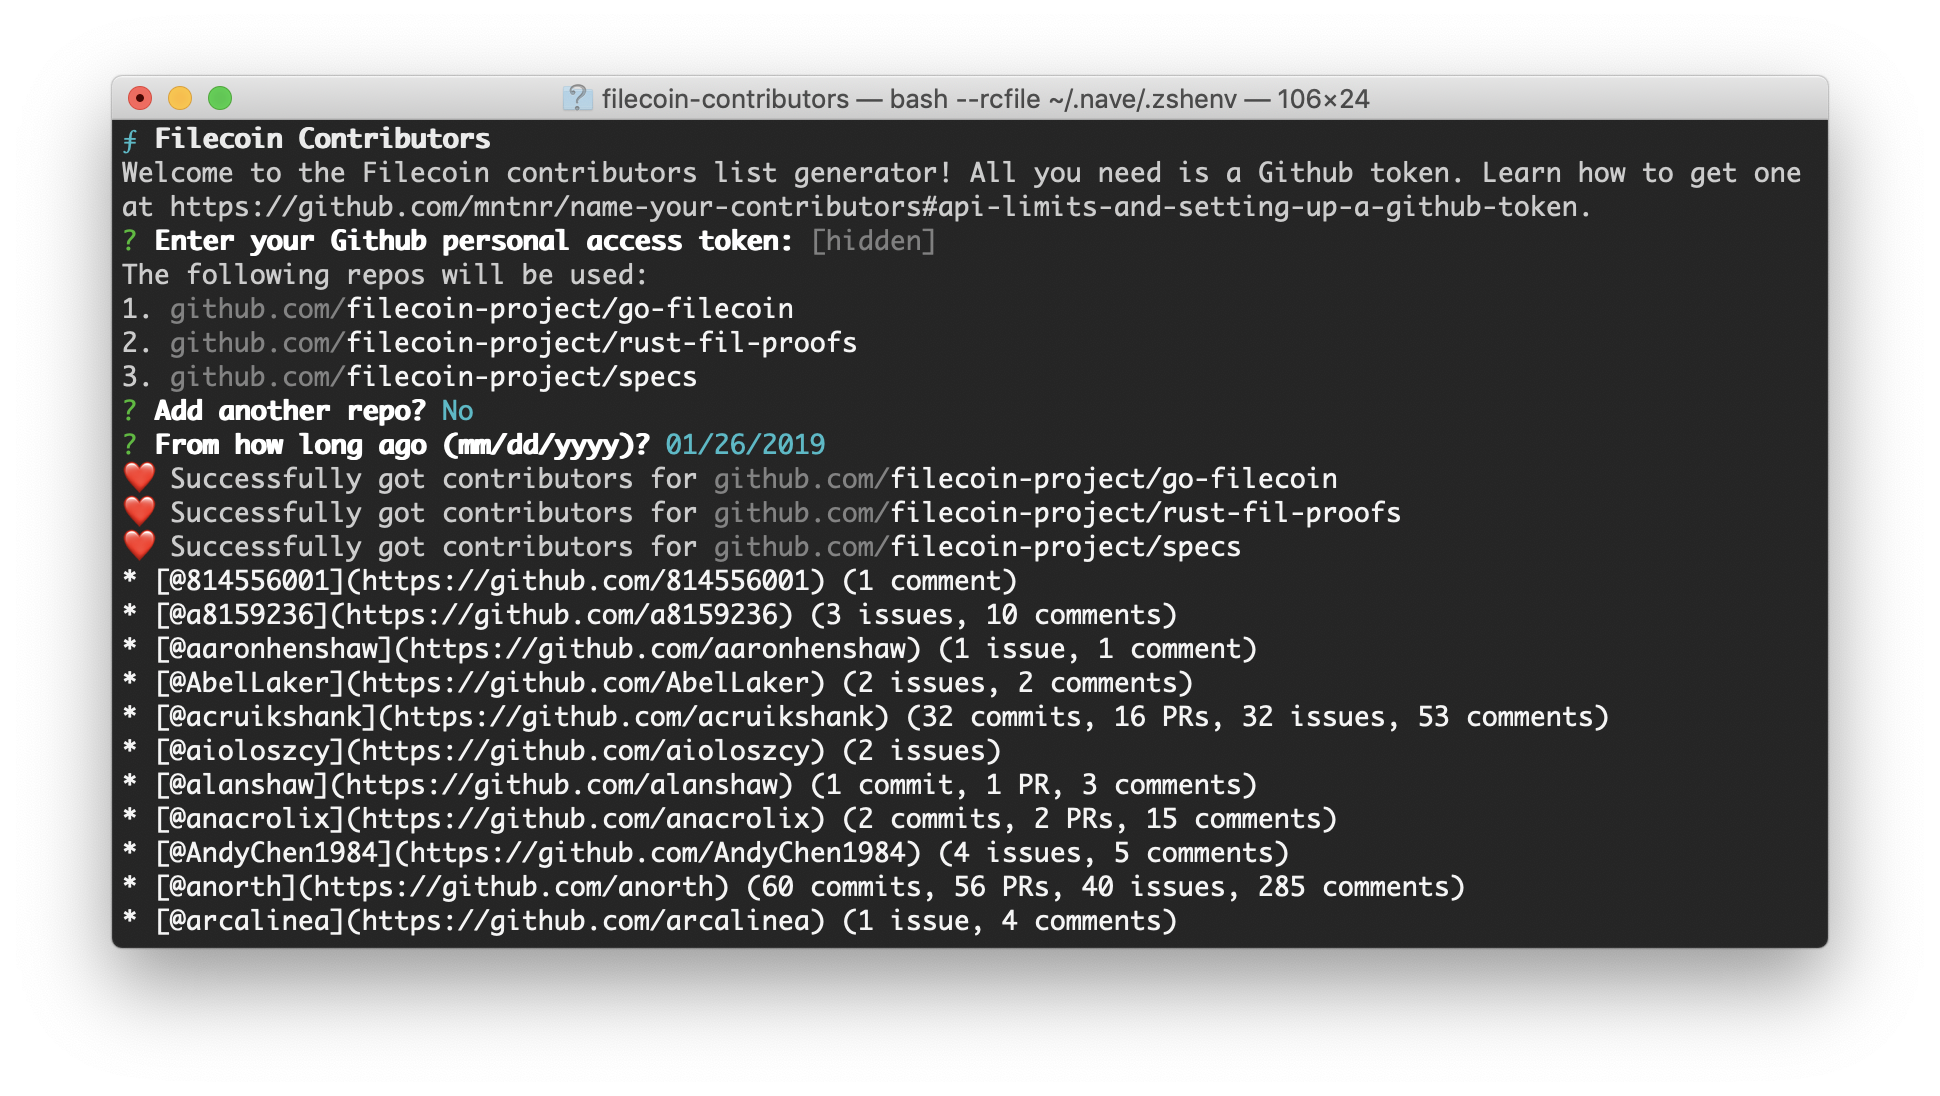 filecoin-contributors — bash --rcfile ~/.nave/.zshenv — 106×24
⨎ Filecoin Contributors
Welcome to the Filecoin contributors list generator! All you need is a Github token. Learn how to get one
at https://github.com/mntnr/name-your-contributors#api-limits-and-setting-up-a-github-token.
? Enter your Github personal access token: [hidden]
The following repos will be used:
1. github.com/filecoin-project/go-filecoin
2. github.com/filecoin-project/rust-fil-proofs
3. github.com/filecoin-project/specs
? Add another repo? No
? From how long ago (mm/dd/yyyy)? 01/26/2019
❤️ Successfully got contributors for github.com/filecoin-project/go-filecoin
❤️ Successfully got contributors for github.com/filecoin-project/rust-fil-proofs
❤️ Successfully got contributors for github.com/filecoin-project/specs
* [@814556001](https://github.com/814556001) (1 comment)
* [@a8159236](https://github.com/a8159236) (3 issues, 10 comments)
* [@aaronhenshaw](https://github.com/aaronhenshaw) (1 issue, 1 comment)
* [@AbelLaker](https://github.com/AbelLaker) (2 issues, 2 comments)
* [@acruikshank](https://github.com/acruikshank) (32 commits, 16 PRs, 32 issues, 53 comments)
* [@aioloszcy](https://github.com/aioloszcy) (2 issues)
* [@alanshaw](https://github.com/alanshaw) (1 commit, 1 PR, 3 comments)
* [@anacrolix](https://github.com/anacrolix) (2 commits, 2 PRs, 15 comments)
* [@AndyChen1984](https://github.com/AndyChen1984) (4 issues, 5 comments)
* [@anorth](https://github.com/anorth) (60 commits, 56 PRs, 40 issues, 285 comments)
* [@arcalinea](https://github.com/arcalinea) (1 issue, 4 comments)